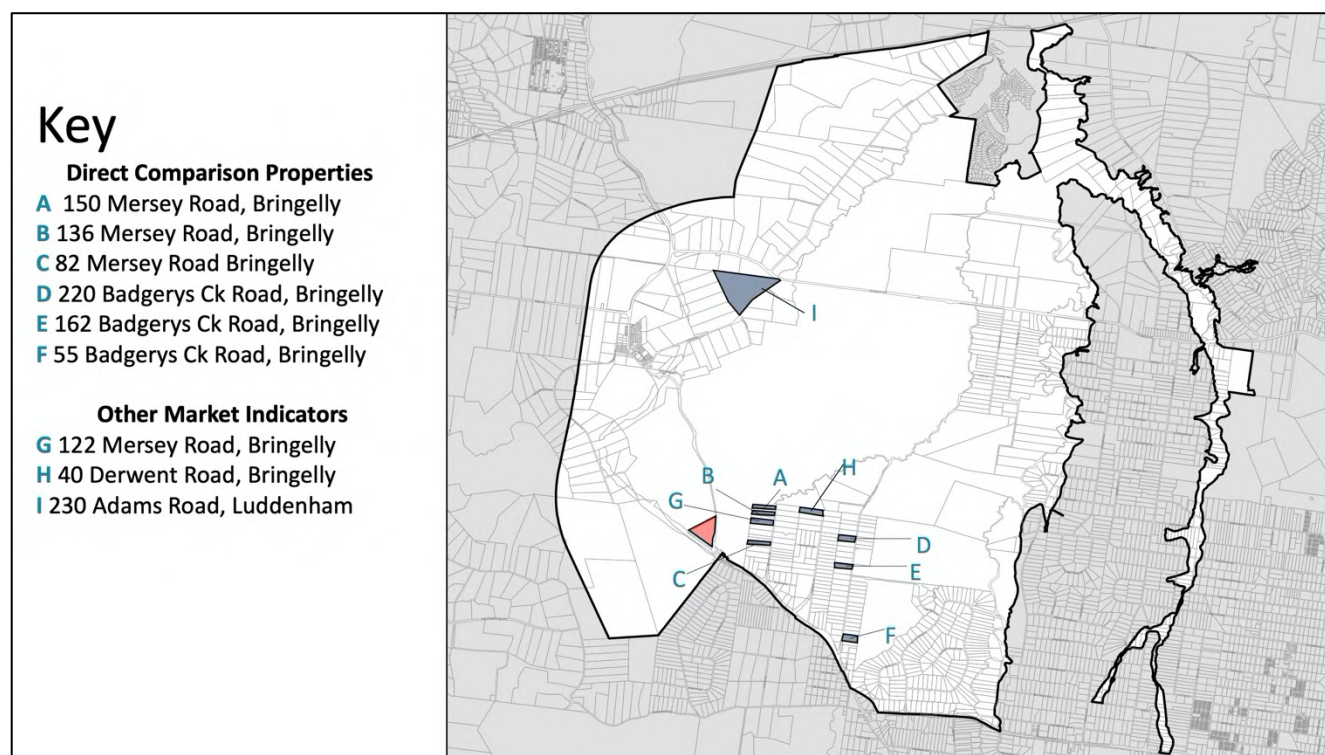 Key
Direct Comparison Properties
A 150 Mersey Road, Bringelly
B 136 Mersey Road, Bringelly
C 82 Mersey Road Bringelly
D 220 Badgerys Ck Road, Bringelly
E 162 Badgerys Ck Road, Bringelly
F 55 Badgerys Ck Road, Bringelly
Other Market Indicators
G 122 Mersey Road, Bringelly
H 40 Derwent Road, Bringelly
I 230 Adams Road, Luddenham
I
B
A
H
G
D
C
E
F